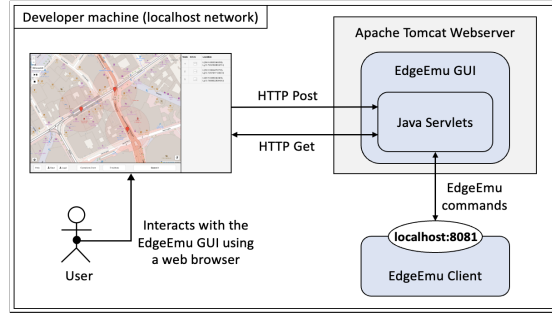 Developer machine (localhost network)
Apache Tomcat Webserver
EdgeEmu GUI
Java Servlets
HTTP Post
HTTP Get
EdgeEmu
commands
Interacts with the
EdgeEmu GUI using
a web browser
User
localhost:8081
EdgeEmu Client